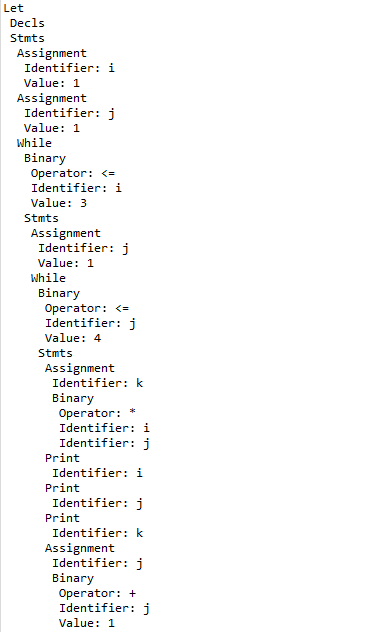 Let
Decls
Stmts
Assignment
Identifier: i
Value: 1
Assignment
Identifier: j
Value: 1
While
Binary
Operator: <=
Identifier: i
Value: 3
Stmts
Assignment
Identifier: j
Value: 1
While
Binary
Operator: <=
Identifier: j
Value: 4
Stmts
Assignment
Identifier: k
Binary
Operator: *
Identifier: i
Identifier: j
Print
Identifier: i
Print
Identifier: j
Print
Identifier: k
Assignment
Identifier: j
Binary
Operator: +
Identifier: j
Value: 1